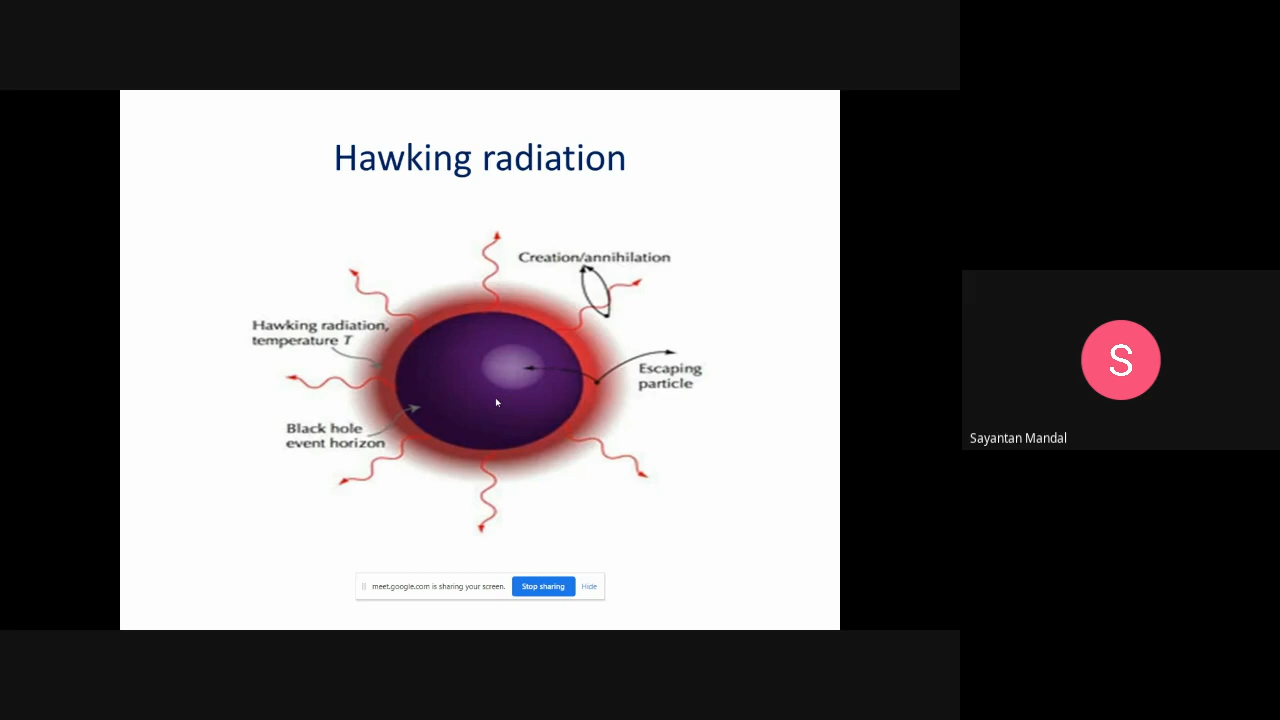 Hawking radiation
Creation/annihilation
Hawking radiation,
temperature T
Escaping
particle
Black hole
event horizon
S
Sayantan Mandal
meet.google.com is sharing your screen. Stop sharing Hide